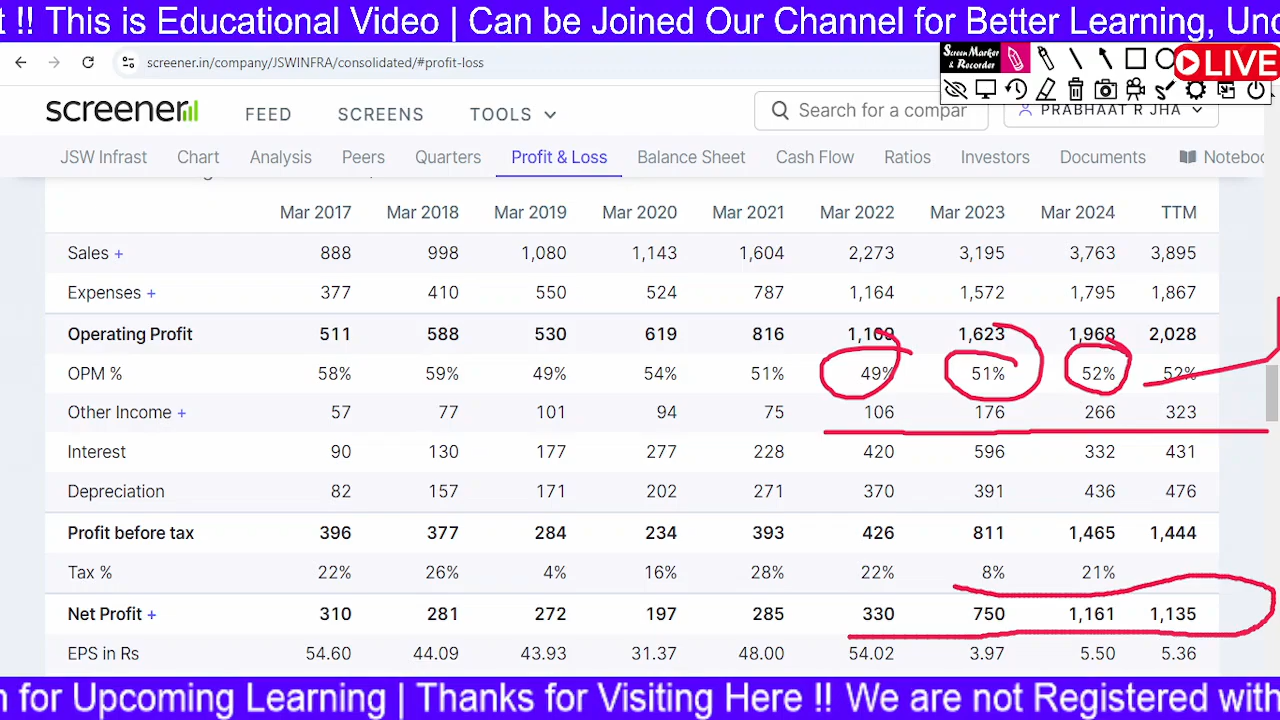 t !! This is Educational Video | Can be Joined Our Channel for Better Learning, Und
screener.in/company/JSWINFRA/consolidated/#profit-loss
Screen Marker & Recorder
LIVE
screener FEED SCREENS TOOLS Search for a compar PRABHAAT R JHA
JSW Infrast Chart Analysis Peers Quarters Profit & Loss Balance Sheet Cash Flow Ratios Investors Documents Noteboo
Mar 2017 Mar 2018 Mar 2019 Mar 2020 Mar 2021 Mar 2022 Mar 2023 Mar 2024 TTM
Sales + 888 998 1,080 1,143 1,604 2,273 3,195 3,763 3,895
Expenses + 377 410 550 524 787 1,164 1,572 1,795 1,867
Operating Profit 511 588 530 619 816 1,109 1,623 1,968 2,028
OPM % 58% 59% 49% 54% 51% 49% 51% 52% 52%
Other Income + 57 77 101 94 75 106 176 266 323
Interest 90 130 177 277 228 420 596 332 431
Depreciation 82 157 171 202 271 370 391 436 476
Profit before tax 396 377 284 234 393 426 811 1,465 1,444
Tax % 22% 26% 4% 16% 28% 22% 8% 21%
Net Profit + 310 281 272 197 285 330 750 1,161 1,135
EPS in Rs 54.60 44.09 43.93 31.37 48.00 54.02 3.97 5.50 5.36
n for Upcoming Learning | Thanks for Visiting Here !! We are not Registered with